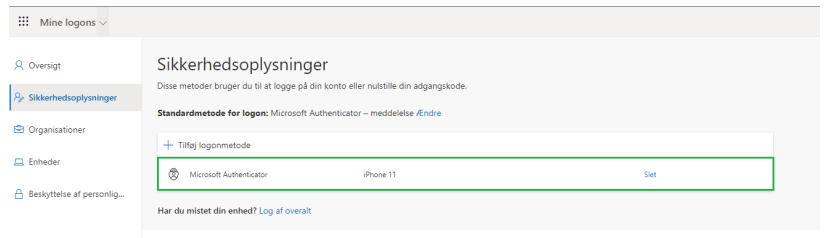 Mine logons
Oversigt
Sikkerhedsoplysninger
Organisationer
Enheder
Beskyttelse af personlig...
Sikkerhedsoplysninger
Disse metoder bruger du til at logge på din konto eller nulstille din adgangskode.
Standardmetode for logon: Microsoft Authenticator – meddelelse Ændre
Tilføj logonmetode
Microsoft Authenticator iPhone 11 Slet
Har du mistet din enhed? Log af overalt